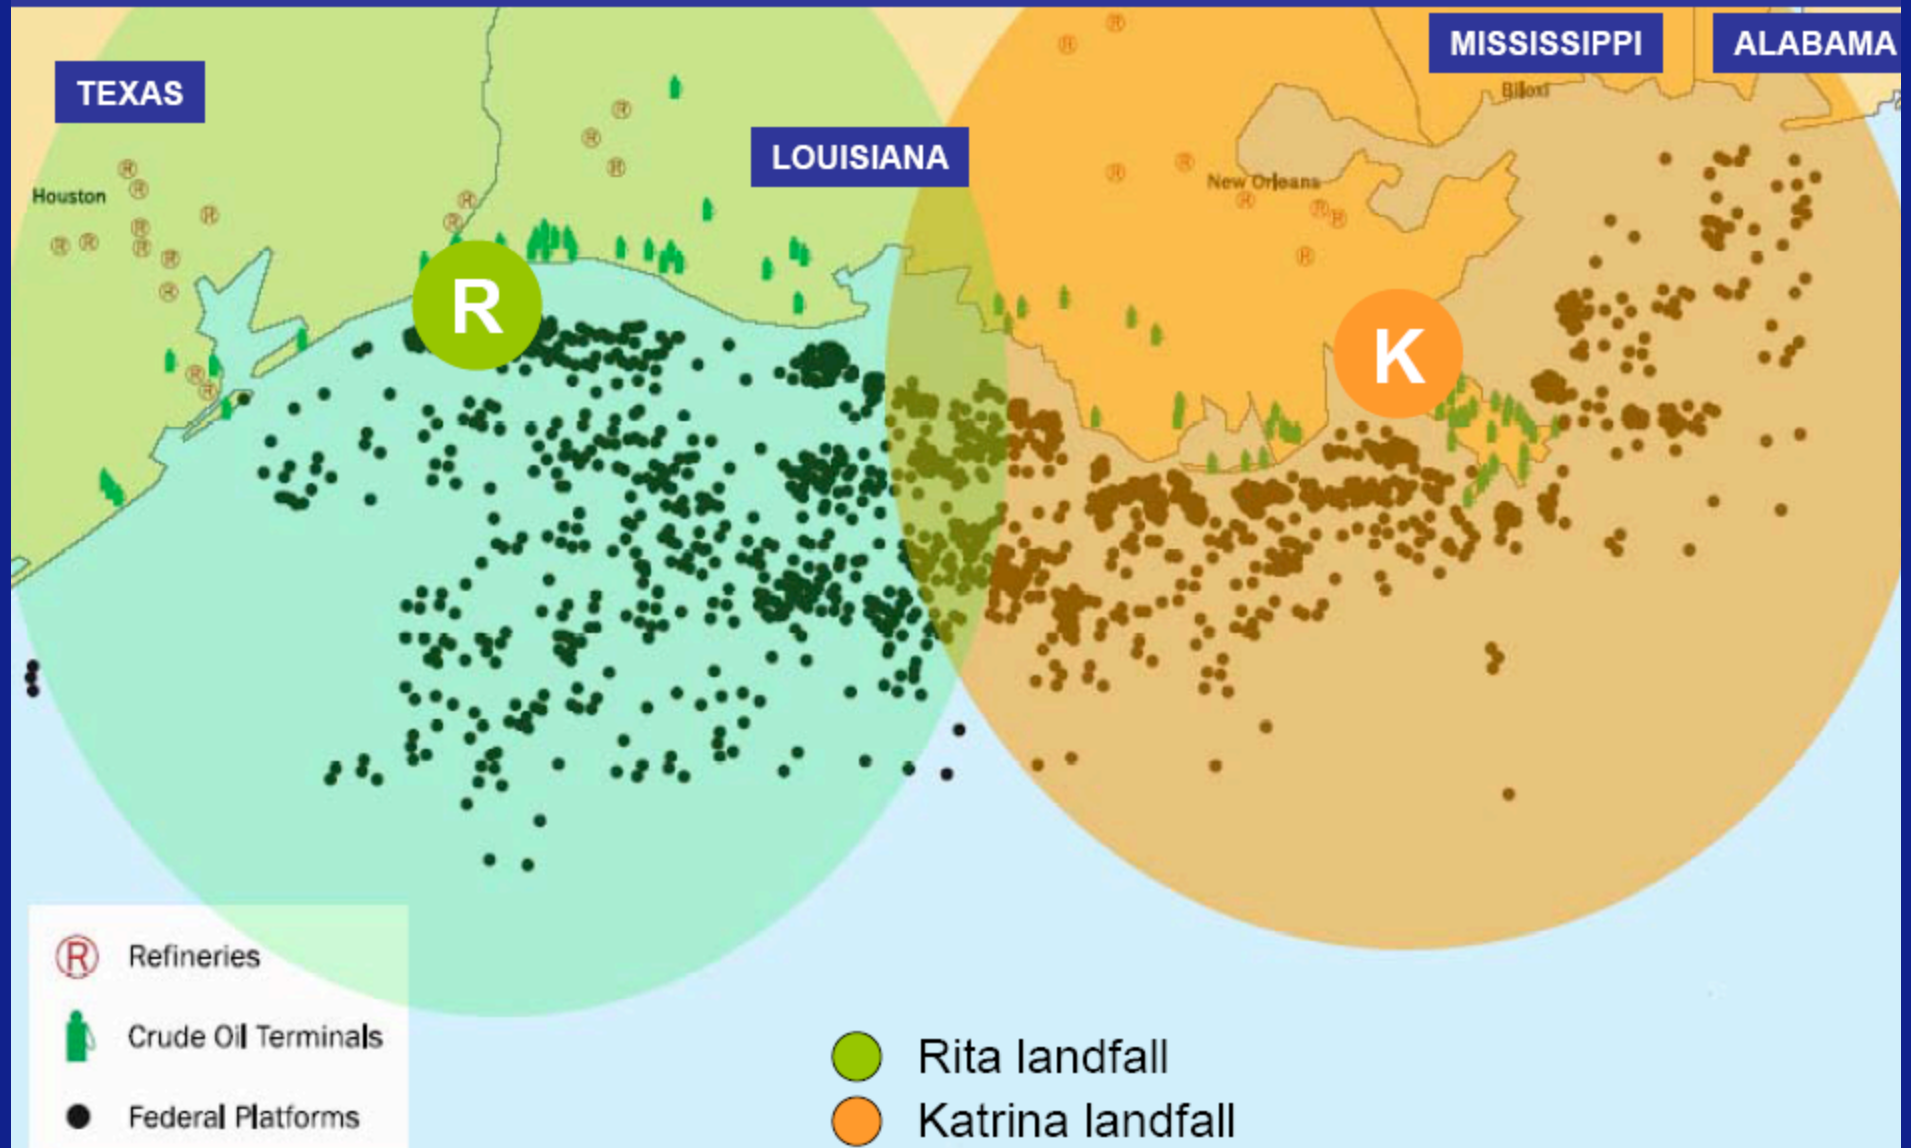 MISSISSIPPI
ALABAMA
TEXAS
Biloxi
LOUISIANA
New Orleans
Houston
R
K
R Refineries
Crude Oil Terminals
Federal Platforms
Rita landfall
Katrina landfall